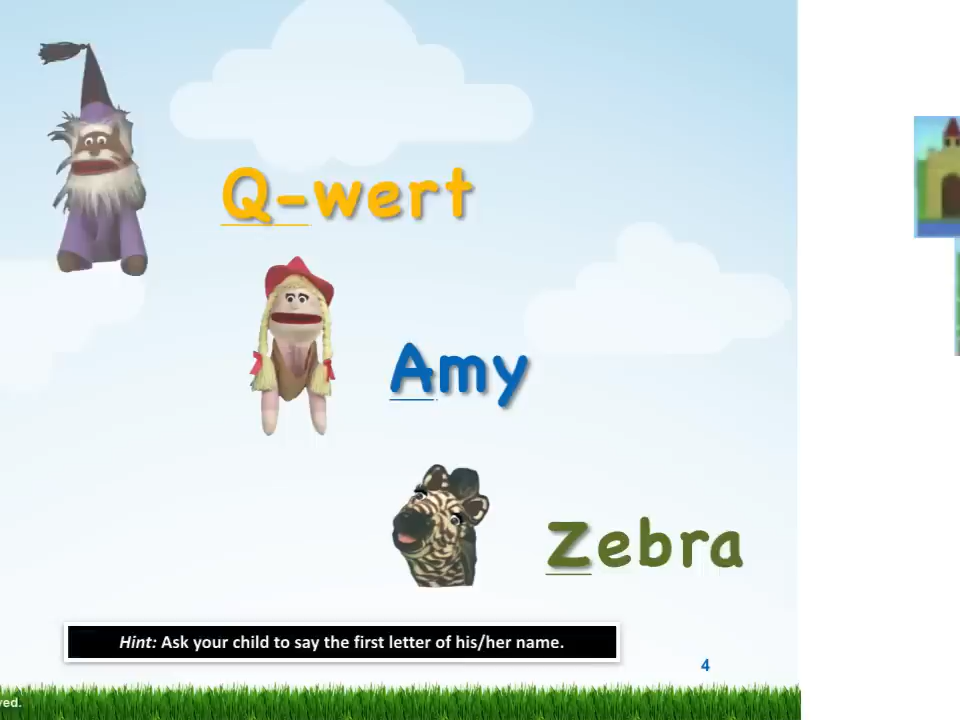 Q-wert
Amy
Zebra
Hint: Ask your child to say the first letter of his/her name.
4